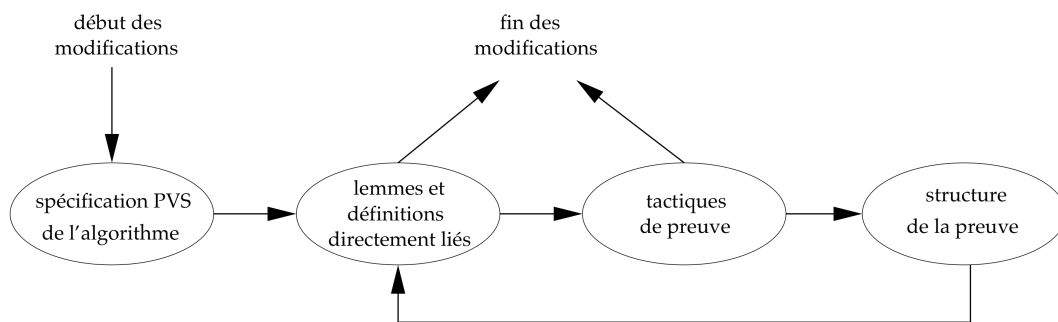 début des
modifications
fin des
modifications
spécification PVS
de l’algorithme
lemmes et
définitions
directement liés
tactiques
de preuve
structure
de la preuve